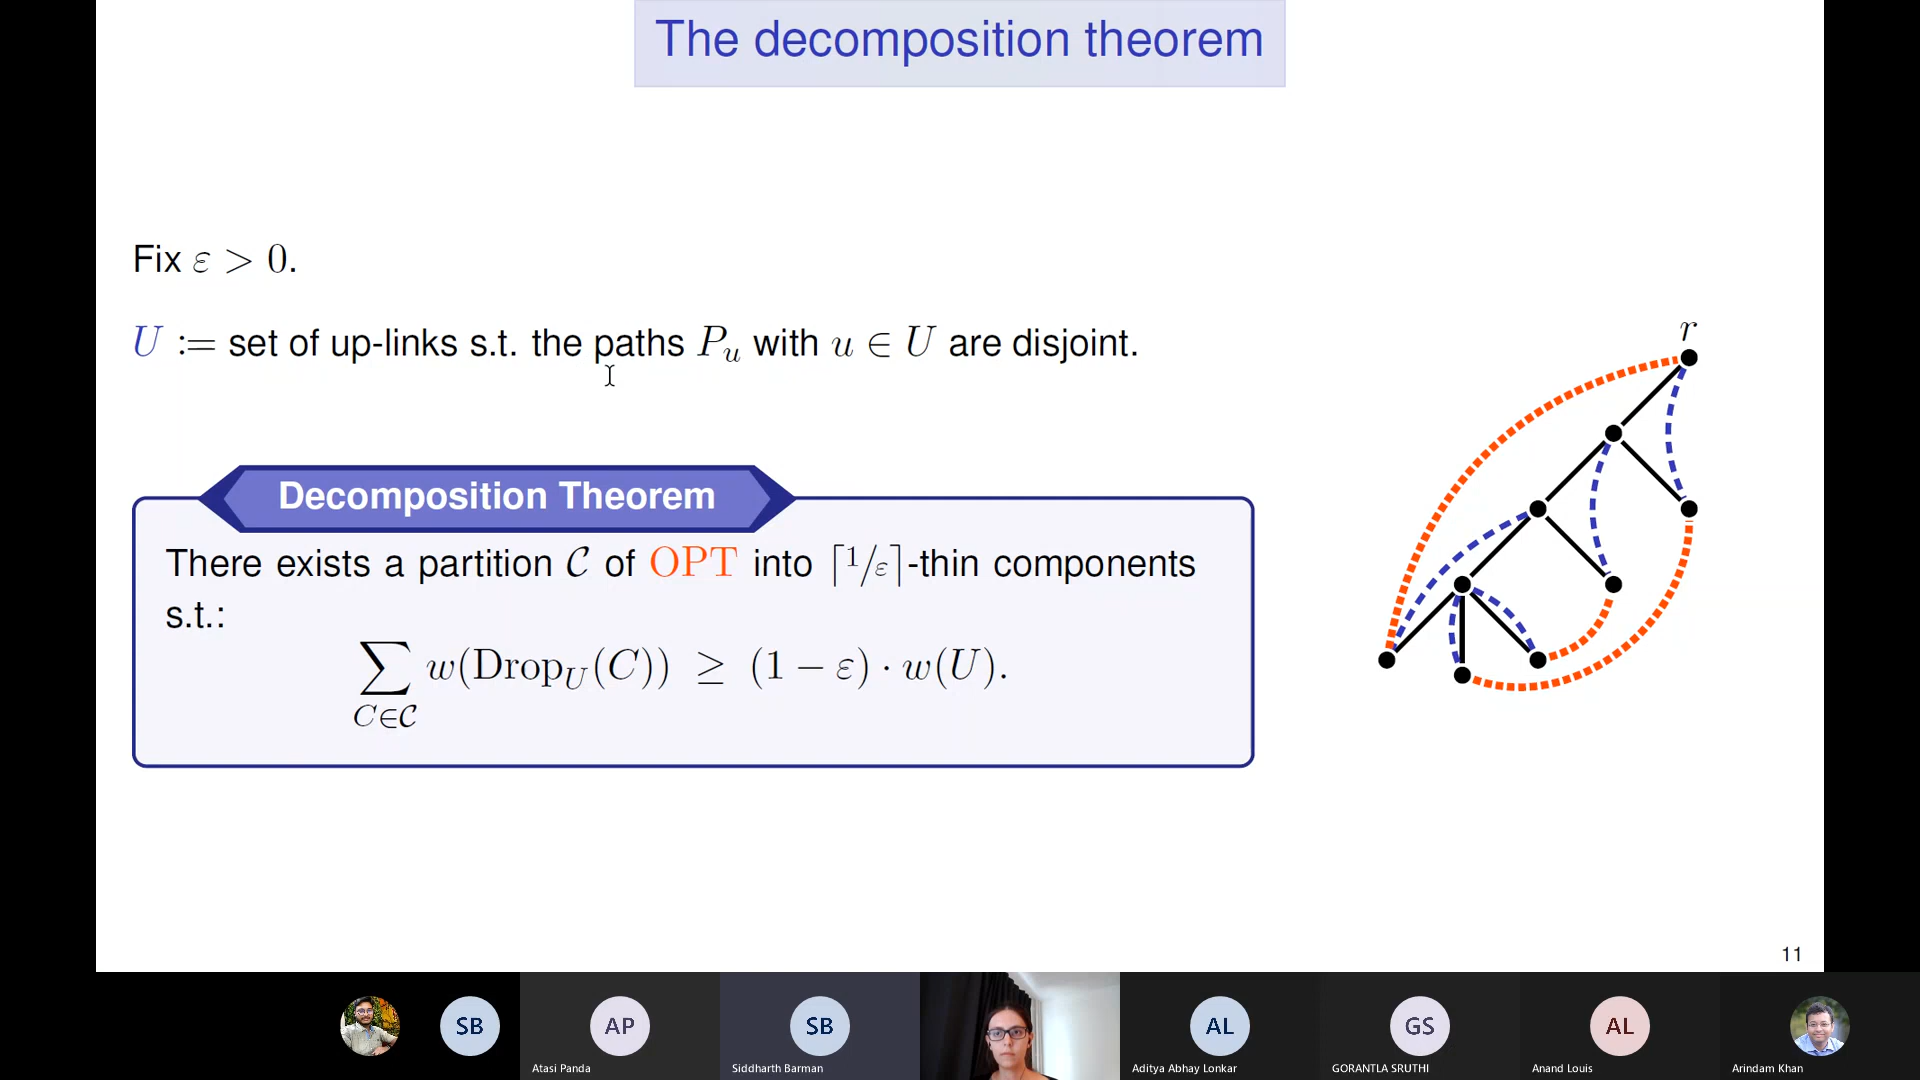 The decomposition theorem
Fix ε > 0.
U := set of up-links s.t. the paths P_u with u ∈ U are disjoint.
r
Decomposition Theorem
There exists a partition 𝒞 of OPT into ⌈1/ε⌉-thin components
s.t.:
∑_{C∈𝒞} w(Drop_U(C)) ≥ (1 − ε) · w(U).
11
SB
AP
SB
AL
GS
AL
Atasi Panda
Siddharth Barman
Aditya Abhay Lonkar
GORANTLA SRUTHI
Anand Louis
Arindam Khan